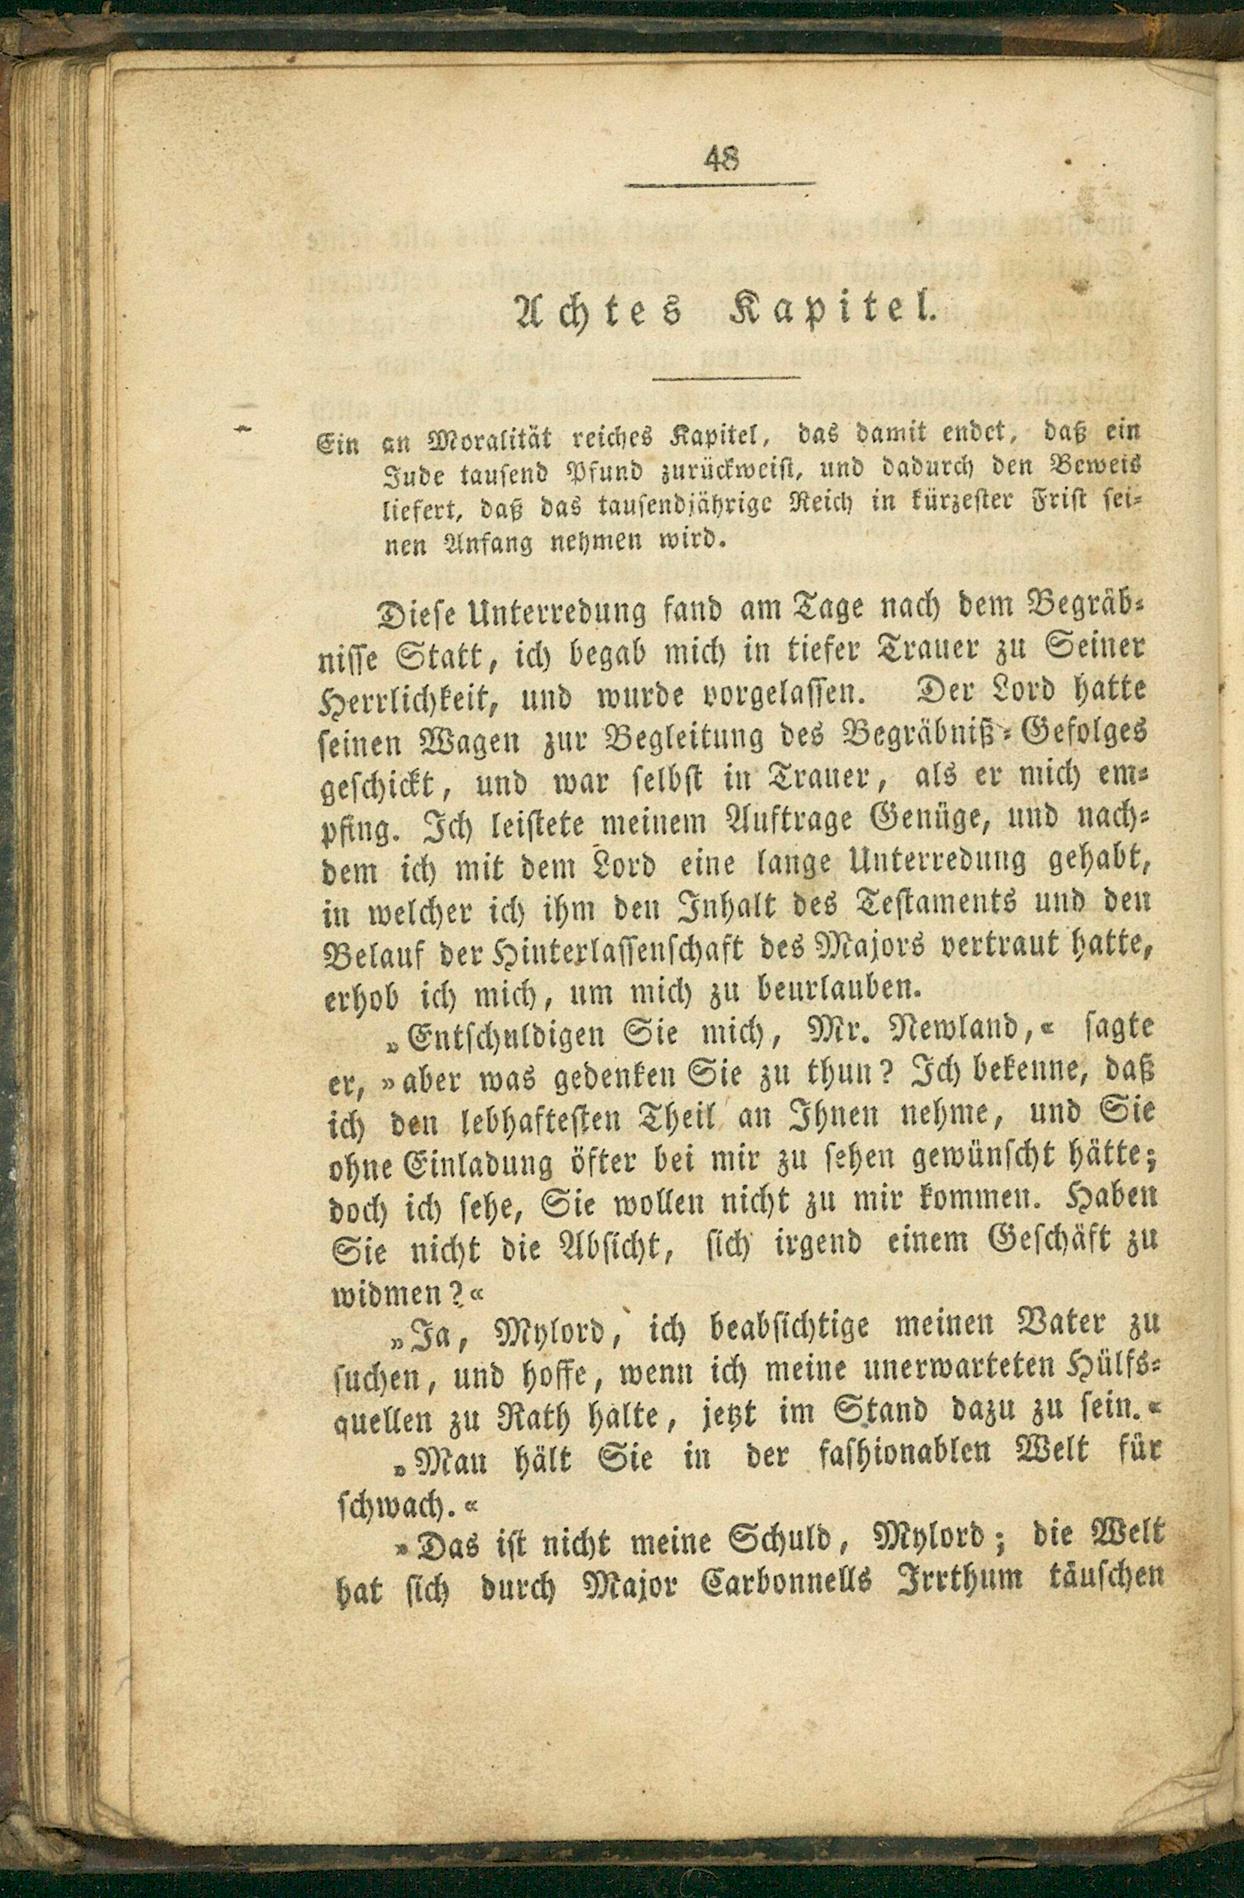 48
Achtes Kapitel.
Ein an Moralität reiches Kapitel, das damit endet, daß ein
Jude tausend Pfund zurückweist, und dadurch den Beweis
liefert, daß das tausendjährige Reich in kürzester Frist sei-
nen Anfang nehmen wird.
Diese Unterredung fand am Tage nach dem Begräb-
nisse Statt, ich begab mich in tiefer Trauer zu Seiner
Herrlichkeit, und wurde vorgelassen. Der Lord hatte
seinen Wagen zur Begleitung des Begräbniß-Gefolges
geschickt, und war selbst in Trauer, als er mich em-
pfing. Ich leistete meinem Auftrage Genüge, und nach-
dem ich mit dem Lord eine lange Unterredung gehabt,
in welcher ich ihm den Inhalt des Testaments und den
Belauf der Hinterlassenschaft des Majors vertraut hatte,
erhob ich mich, um mich zu beurlauben.
»Entschuldigen Sie mich, Mr. Newland,« sagte
er, »aber was gedenken Sie zu thun? Ich bekenne, daß
ich den lebhaftesten Theil an Ihnen nehme, und Sie
ohne Einladung öfter bei mir zu sehen gewünscht hätte;
doch ich sehe, Sie wollen nicht zu mir kommen. Haben
Sie nicht die Absicht, sich irgend einem Geschäft zu
widmen?«
»Ja, Mylord, ich beabsichtige meinen Vater zu
suchen, und hoffe, wenn ich meine unerwarteten Hülfs-
quellen zu Rath halte, jetzt im Stand dazu zu sein.«
»Man hält Sie in der fashionablen Welt für
schwach.«
»Das ist nicht meine Schuld, Mylord; die Welt
hat sich durch Major Carbonnells Irrthum täuschen